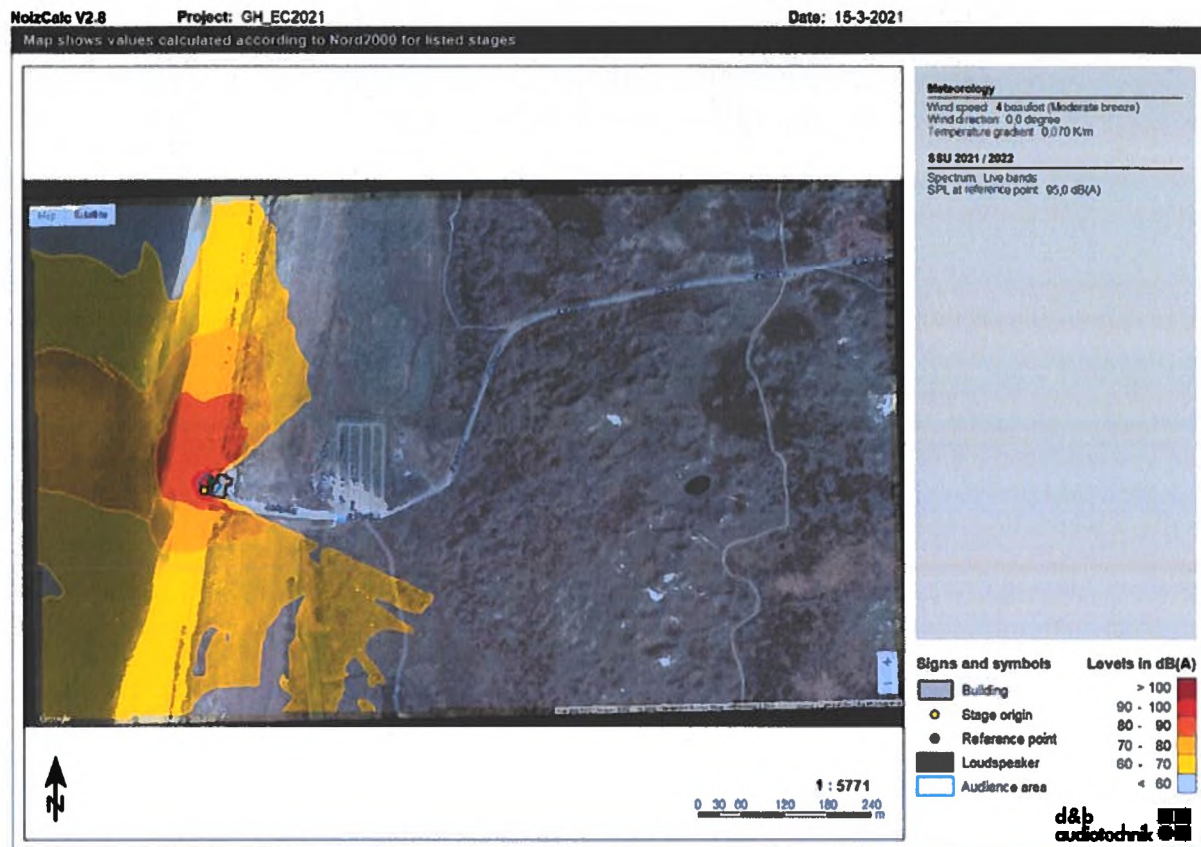 NoizCalc V2.8 Project: GH_EC2021 Date: 15-3-2021
Map shows values calculated according to Nord2000 for listed stages
Map Satellite
Meteorology
Wind speed 4 beaufort (Moderate breeze)
Wind direction 0,0 degree
Temperature gradient 0,070 K/m
SSU 2021 / 2022
Spectrum Live bands
SPL at reference point 95,0 dB(A)
Google
+
−
Signs and symbols
Building
Stage origin
Reference point
Loudspeaker
Audience area
Levels in dB(A)
> 100
90 - 100
80 - 90
70 - 80
60 - 70
< 60
N
1 : 5771
0 30 60 120 180 240
m
d&b
audiotechnik